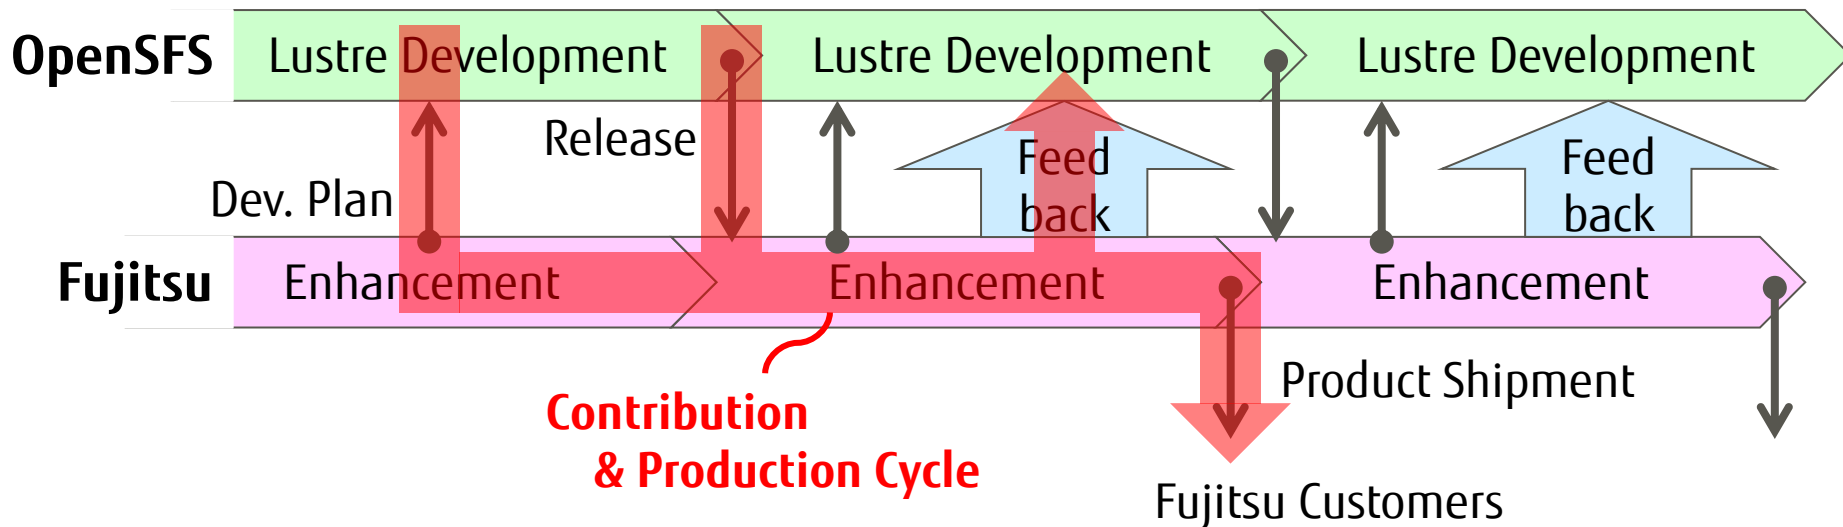 OpenSFS
Lustre Development
Lustre Development
Lustre Development
Release
Dev. Plan
Feed
back
Feed
back
Fujitsu
Enhancement
Enhancement
Enhancement
Product Shipment
Contribution
& Production Cycle
Fujitsu Customers